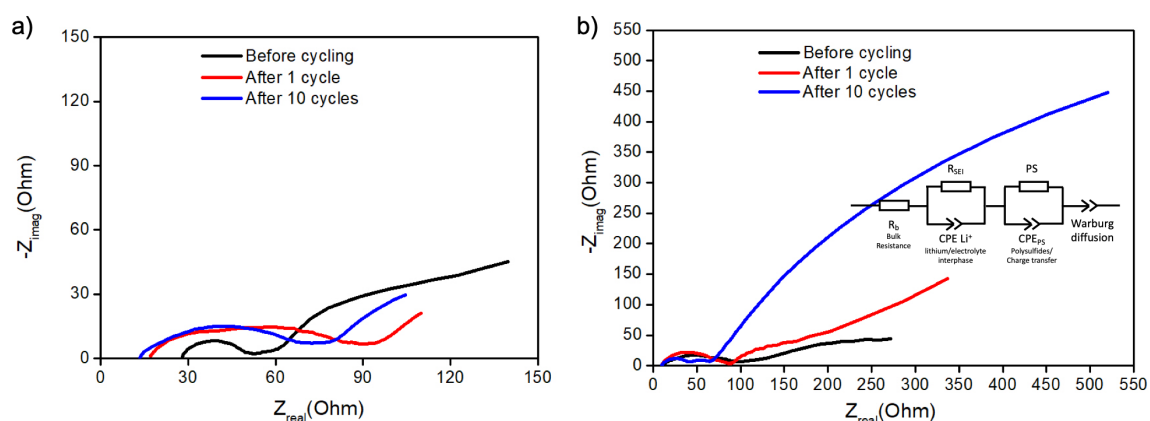 a)
150
120
90
60
30
0
-Z_imag(Ohm)
Before cycling
After 1 cycle
After 10 cycles
0 30 60 90 120 150
Z_real(Ohm)
b)
550
500
450
400
350
300
250
200
150
100
50
0
-Z_imag(Ohm)
Before cycling
After 1 cycle
After 10 cycles
R_SEI PS
R_b
Bulk
Resistance
CPE Li⁺
lithium/electrolyte
interphase
CPE_PS
Polysulfides/
Charge transfer
Warburg
diffusion
0 50 100 150 200 250 300 350 400 450 500 550
Z_real(Ohm)